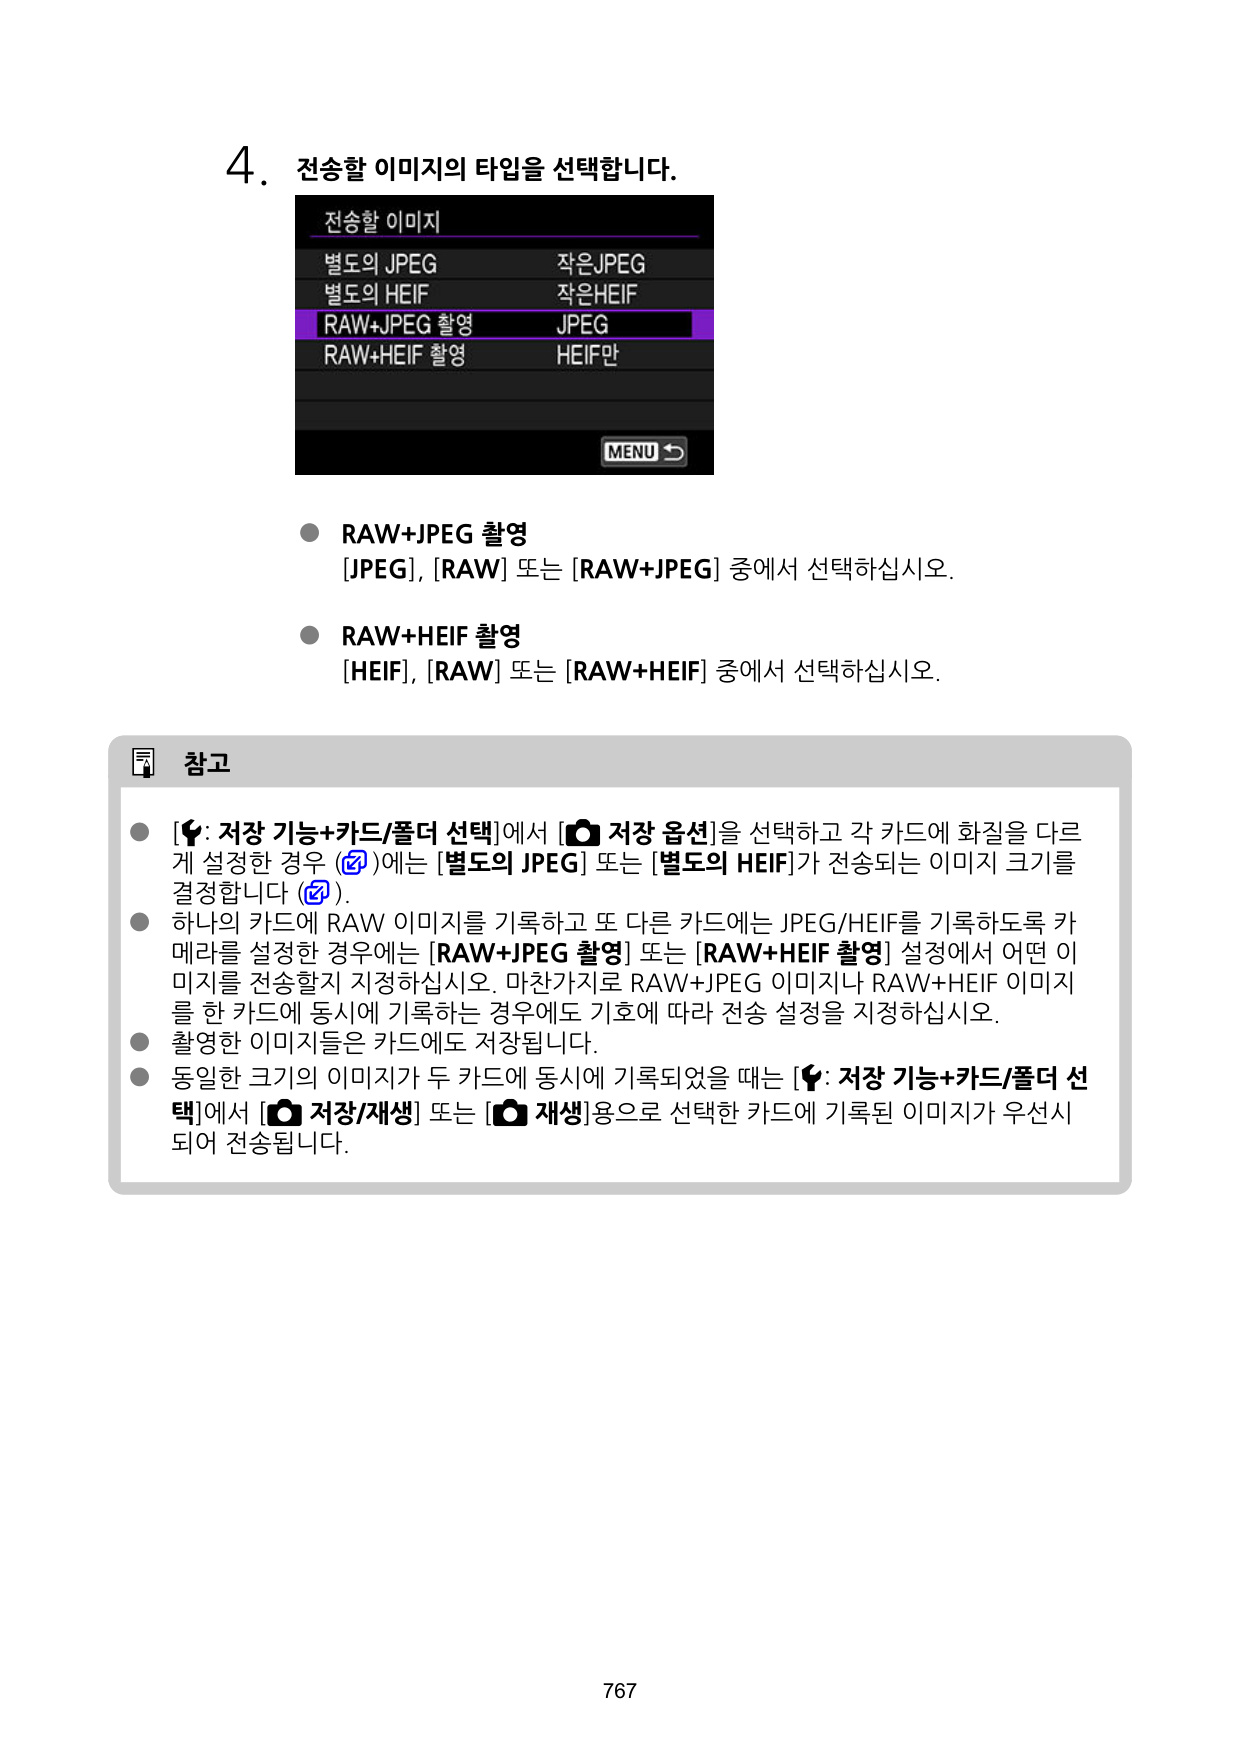 4. 전송할 이미지의 타입을 선택합니다.
전송할 이미지
별도의 JPEG 작은JPEG
별도의 HEIF 작은HEIF
RAW+JPEG 촬영 JPEG
RAW+HEIF 촬영 HEIF만
MENU
● RAW+JPEG 촬영
[JPEG], [RAW] 또는 [RAW+JPEG] 중에서 선택하십시오.
● RAW+HEIF 촬영
[HEIF], [RAW] 또는 [RAW+HEIF] 중에서 선택하십시오.
참고
● [: 저장 기능+카드/폴더 선택]에서 [ 저장 옵션]을 선택하고 각 카드에 화질을 다르
게 설정한 경우 ()에는 [별도의 JPEG] 또는 [별도의 HEIF]가 전송되는 이미지 크기를
결정합니다 ().
● 하나의 카드에 RAW 이미지를 기록하고 또 다른 카드에는 JPEG/HEIF를 기록하도록 카
메라를 설정한 경우에는 [RAW+JPEG 촬영] 또는 [RAW+HEIF 촬영] 설정에서 어떤 이
미지를 전송할지 지정하십시오. 마찬가지로 RAW+JPEG 이미지나 RAW+HEIF 이미지
를 한 카드에 동시에 기록하는 경우에도 기호에 따라 전송 설정을 지정하십시오.
● 촬영한 이미지들은 카드에도 저장됩니다.
● 동일한 크기의 이미지가 두 카드에 동시에 기록되었을 때는 [: 저장 기능+카드/폴더 선
택]에서 [ 저장/재생] 또는 [ 재생]용으로 선택한 카드에 기록된 이미지가 우선시
되어 전송됩니다.
767